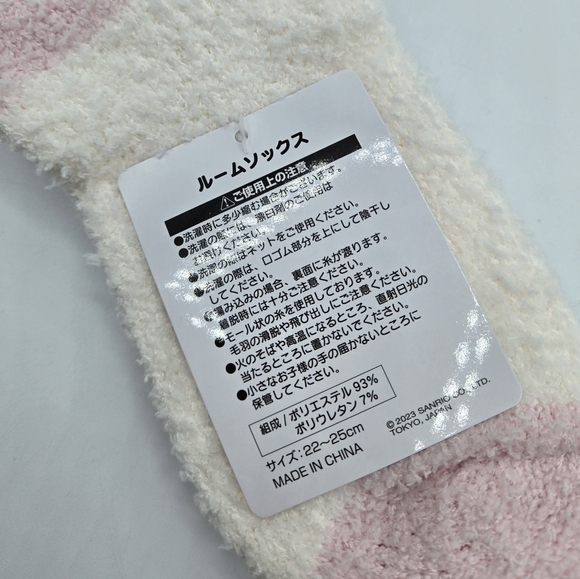 ルームソックス
⚠ご使用上の注意
●洗濯時に多少縮む場合がございます。
●洗濯の際には、漂白剤のご使用は
お避けください。
●洗濯の際はネットをご使用ください。
●洗濯の際は、口ゴム部分を上にして陰干し
してください。
●編み込みの場合、裏面に糸が渡ります。
着脱時には十分ご注意ください。
●モール状の糸を使用しております。
毛羽の滑脱や飛び出しにご注意ください。
●火のそばや高温になるところ、直射日光の
当たるところに置かないでください。
●小さなお子様の手の届かないところに
保管してください。
組成/ポリエステル 93%
ポリウレタン 7%
サイズ:22〜25cm
MADE IN CHINA
© 2023 SANRIO CO., LTD.
TOKYO, JAPAN